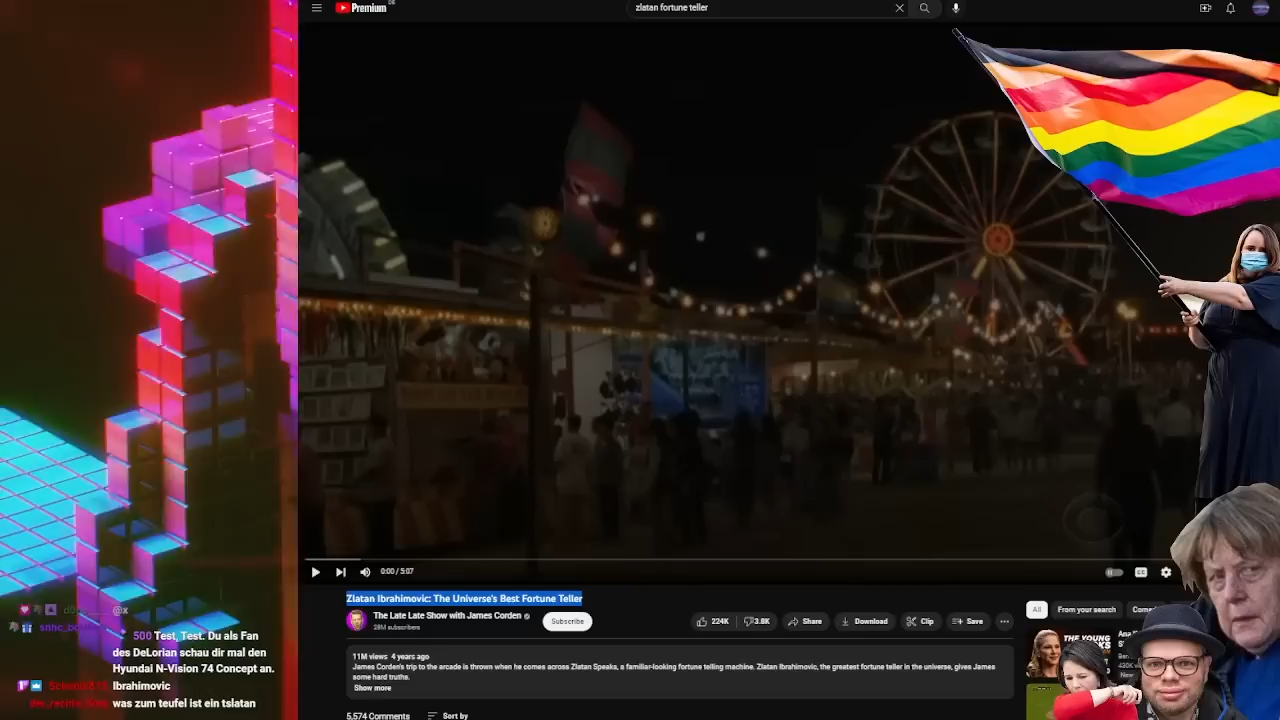 Premium
DE
zlatan fortune teller
0:00 / 5:07
CC
Zlatan Ibrahimovic: The Universe's Best Fortune Teller
The Late Late Show with James Corden
28M subscribers
Subscribe
224K
3.8K
Share
Download
Clip
Save
All
From your search
11M views 4 years ago
James Corden's trip to the arcade is thrown when he comes across Zlatan Speaks, a familiar-looking fortune telling machine. Zlatan Ibrahimovic, the greatest fortune teller in the universe, gives James
some hard truths.
Show more
5,574 Comments
Sort by
THE YOUNG
@x
500 Test, Test. Du als Fan
des DeLorian schau dir mal den
Hyundai N-Vision 74 Concept an.
Ibrahimovic
was zum teufel ist ein tslatan